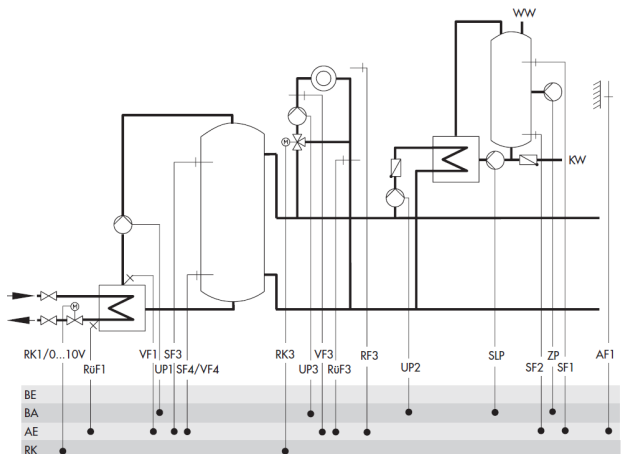 WW
KW
M
M
RK1/0...10V
RüF1
VF1
UP1
SF3
SF4/VF4
RK3
UP3
VF3
RüF3
RF3
UP2
SLP
ZP
SF2
SF1
AF1
BE
BA
AE
RK